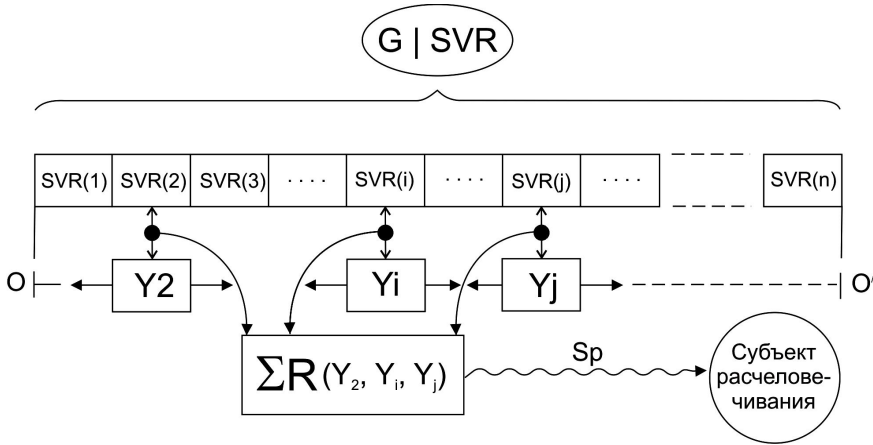 G | SVR
SVR(1) SVR(2) SVR(3) .... SVR(i) .... SVR(j) .... SVR(n)
O Y2 Yi Yj O'
ΣR (Y₂, Yᵢ, Yⱼ) Sp
Субъект
расчелове-
чивания